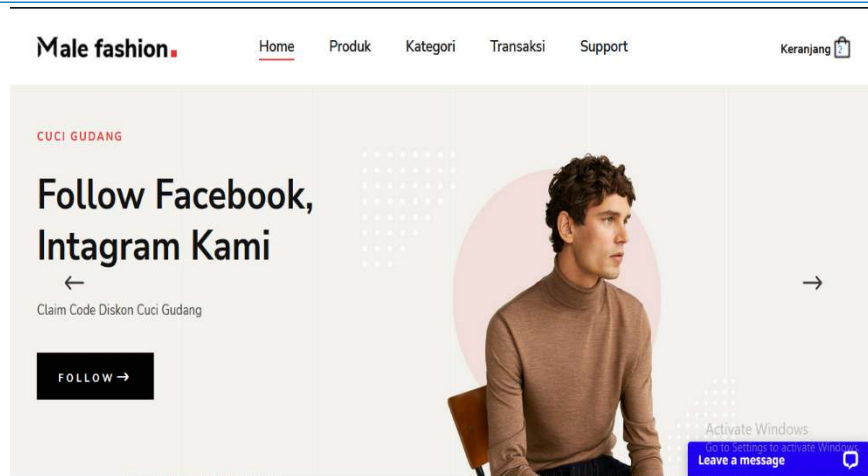 Male fashion.
Home Produk Kategori Transaksi Support
Keranjang 2
CUCI GUDANG
Follow Facebook,
Intagram Kami
Claim Code Diskon Cuci Gudang
FOLLOW
Activate Windows
Go to Settings to activate Windows.
Leave a message